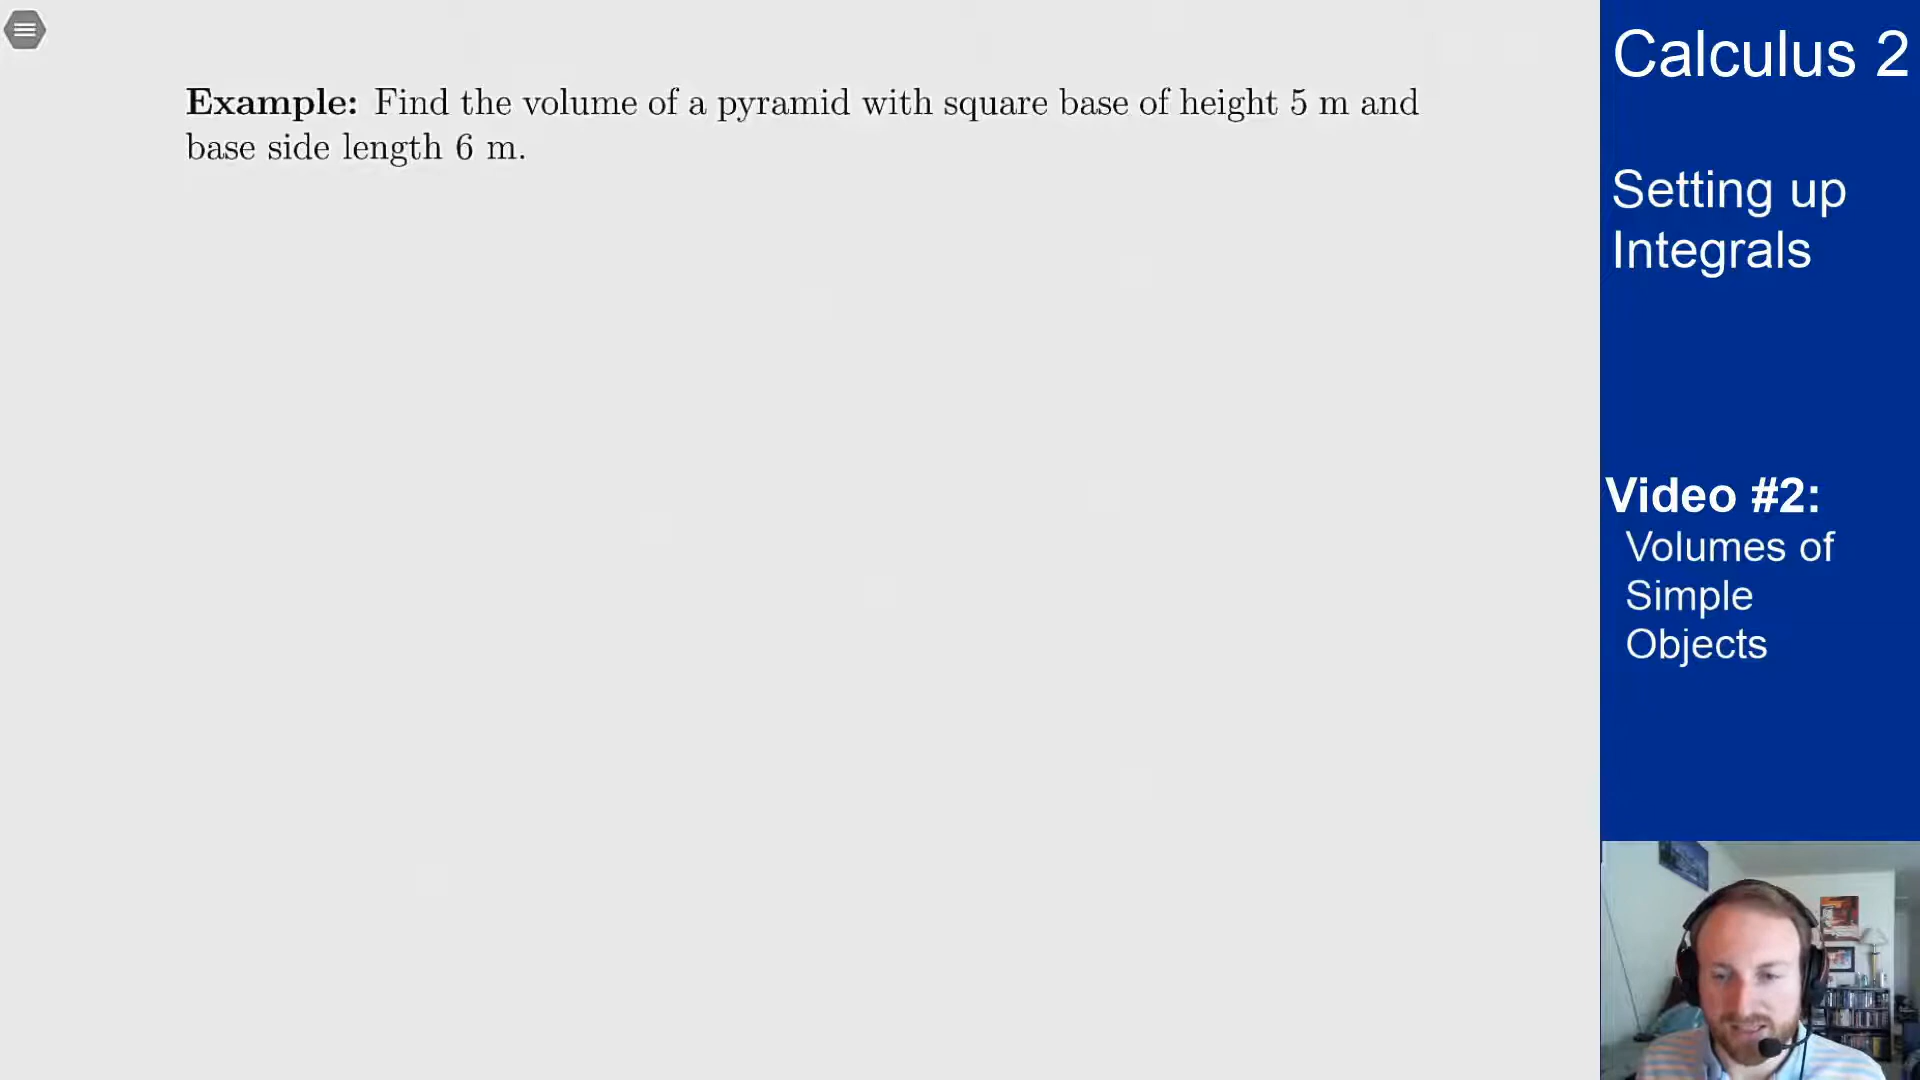 Example: Find the volume of a pyramid with square base of height 5 m and
base side length 6 m.
Calculus 2
Setting up
Integrals
Video #2:
Volumes of
Simple
Objects